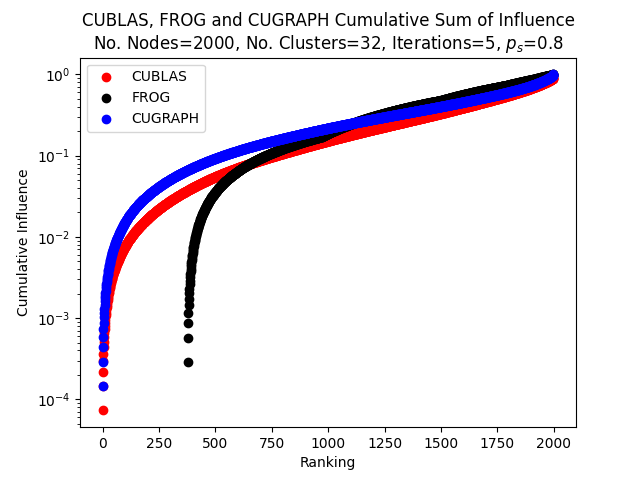 CUBLAS, FROG and CUGRAPH Cumulative Sum of Influence
No. Nodes=2000, No. Clusters=32, Iterations=5, $p_s$=0.8
CUBLAS
FROG
CUGRAPH
Cumulative Influence
10⁰
10⁻¹
10⁻²
10⁻³
10⁻⁴
0 250 500 750 1000 1250 1500 1750 2000
Ranking